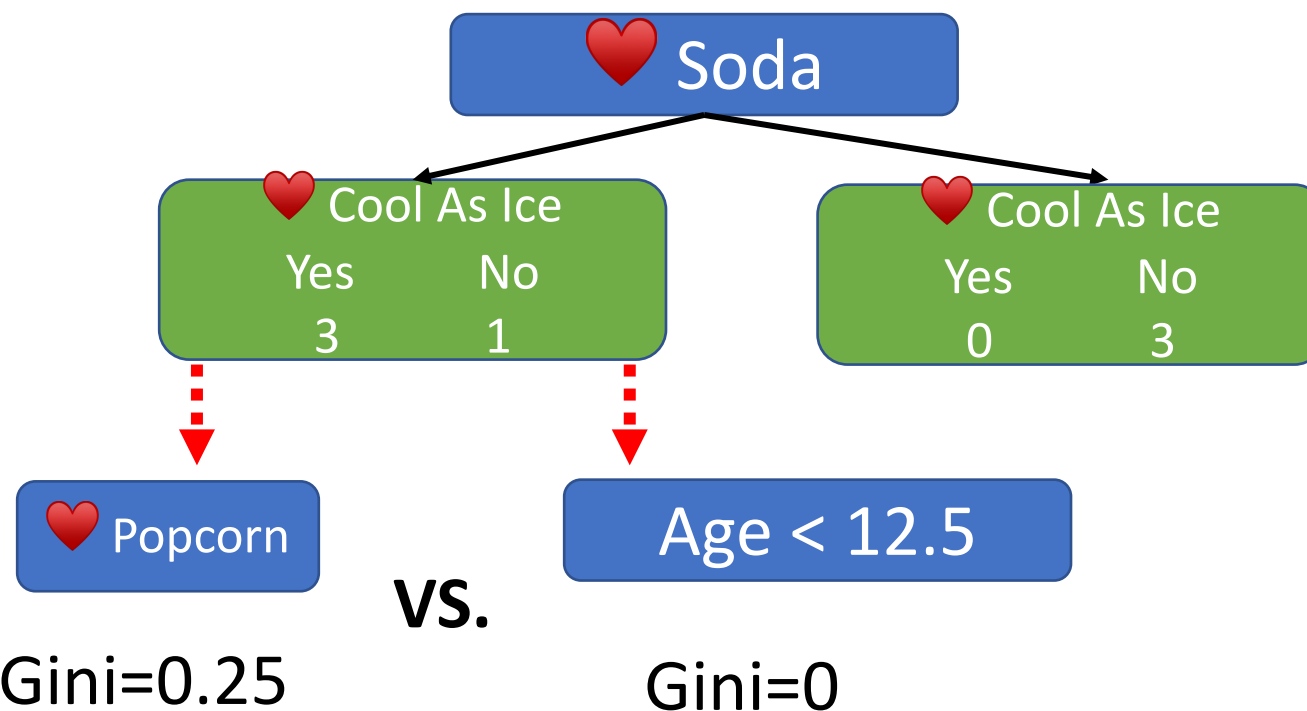 Soda
Cool As Ice
Yes No
3 1
Cool As Ice
Yes No
0 3
Popcorn
vs.
Age < 12.5
Gini=0.25
Gini=0